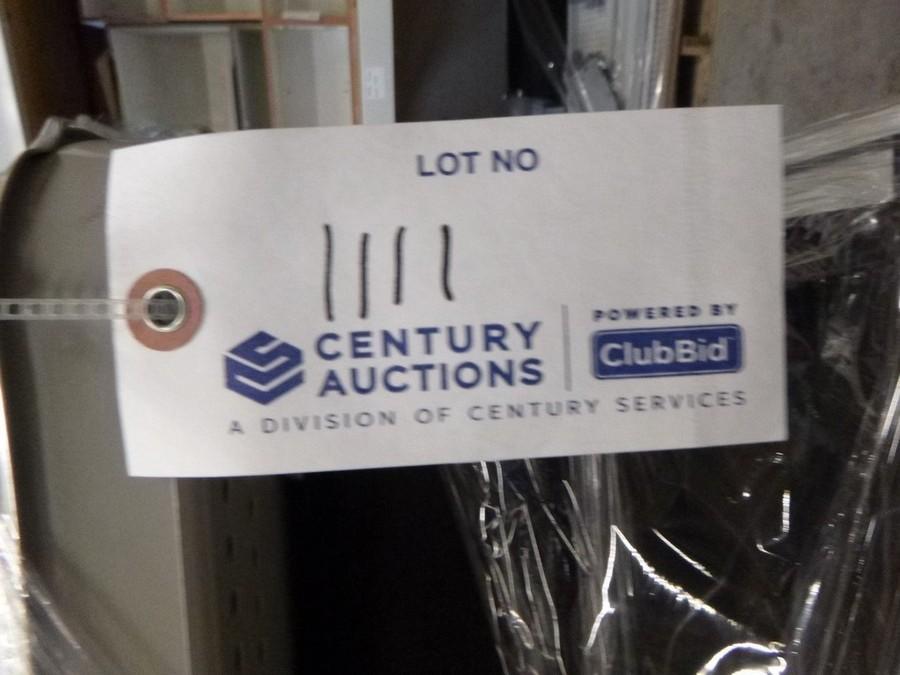 LOT NO
1111
CENTURY AUCTIONS
POWERED BY
ClubBid
A DIVISION OF CENTURY SERVICES